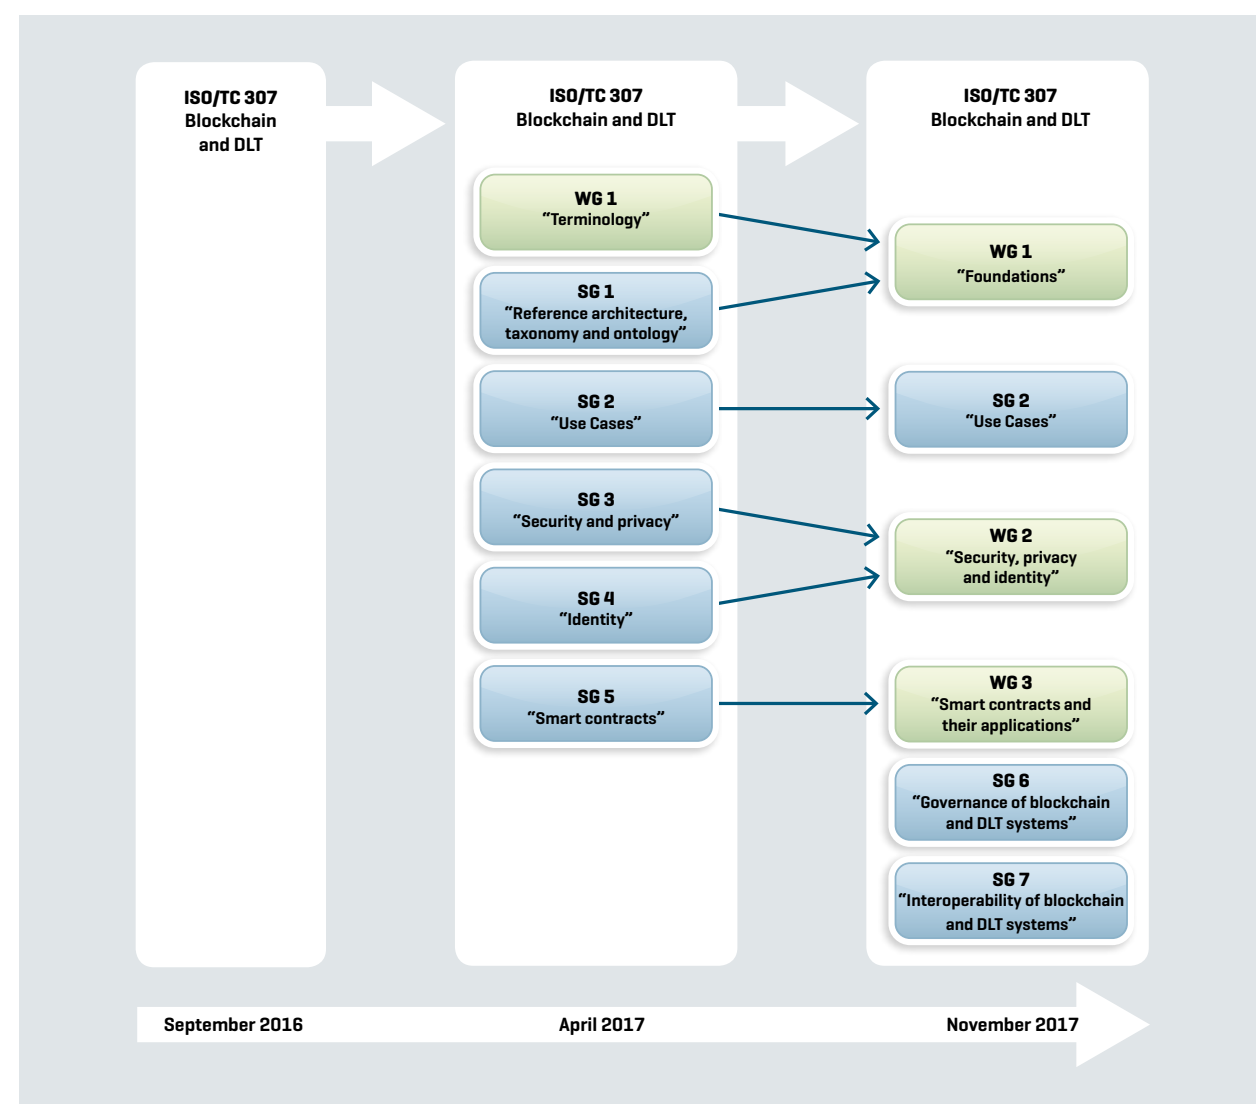 ISO/TC 307
Blockchain
and DLT
ISO/TC 307
Blockchain and DLT
WG 1
“Terminology”
SG 1
“Reference architecture,
taxonomy and ontology”
SG 2
“Use Cases”
SG 3
“Security and privacy”
SG 4
“Identity”
SG 5
“Smart contracts”
ISO/TC 307
Blockchain and DLT
WG 1
“Foundations”
SG 2
“Use Cases”
WG 2
“Security, privacy
and identity”
WG 3
“Smart contracts and
their applications”
SG 6
“Governance of blockchain
and DLT systems”
SG 7
“Interoperability of blockchain
and DLT systems”
September 2016
April 2017
November 2017